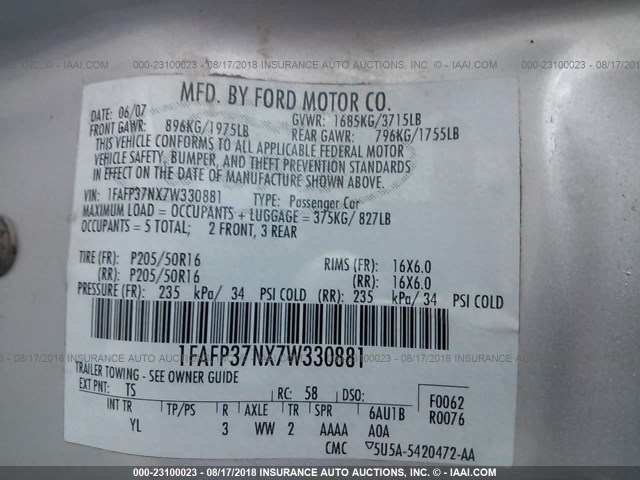 000-23100023 - 08/17/2018 INSURANCE AUTO AUCTIONS - © - IAAI.COM
MFD. BY FORD MOTOR CO.
DATE: 06/07 GVWR: 1685KG/3715LB
FRONT GAWR: 896KG/1975LB REAR GAWR: 796KG/1755LB
THIS VEHICLE CONFORMS TO ALL APPLICABLE FEDERAL MOTOR
VEHICLE SAFETY, BUMPER, AND THEFT PREVENTION STANDARDS
IN EFFECT ON THE DATE OF MANUFACTURE SHOWN ABOVE.
VIN: 1FAFP37NX7W330881 TYPE: Passenger Car
MAXIMUM LOAD = OCCUPANTS + LUGGAGE = 375KG/ 827LB
OCCUPANTS = 5 TOTAL; 2 FRONT, 3 REAR
TIRE (FR): P205/50R16 RIMS (FR): 16X6.0
(RR): P205/50R16 (RR): 16X6.0
PRESSURE (FR): 235 kPa/ 34 PSI COLD (RR): 235 kPa/ 34 PSI COLD
1FAFP37NX7W330881
TRAILER TOWING - SEE OWNER GUIDE
EXT PNT: TS RC: 58 DSO: F0062
INT TR TP/PS R AXLE TR SPR 6AU1B R0076
YL 3 WW 2 AAAA A0A
CMC 5U5A-5420472-AA
000-23100023 - 08/17/2018 INSURANCE AUTO AUCTIONS - © - IAAI.COM